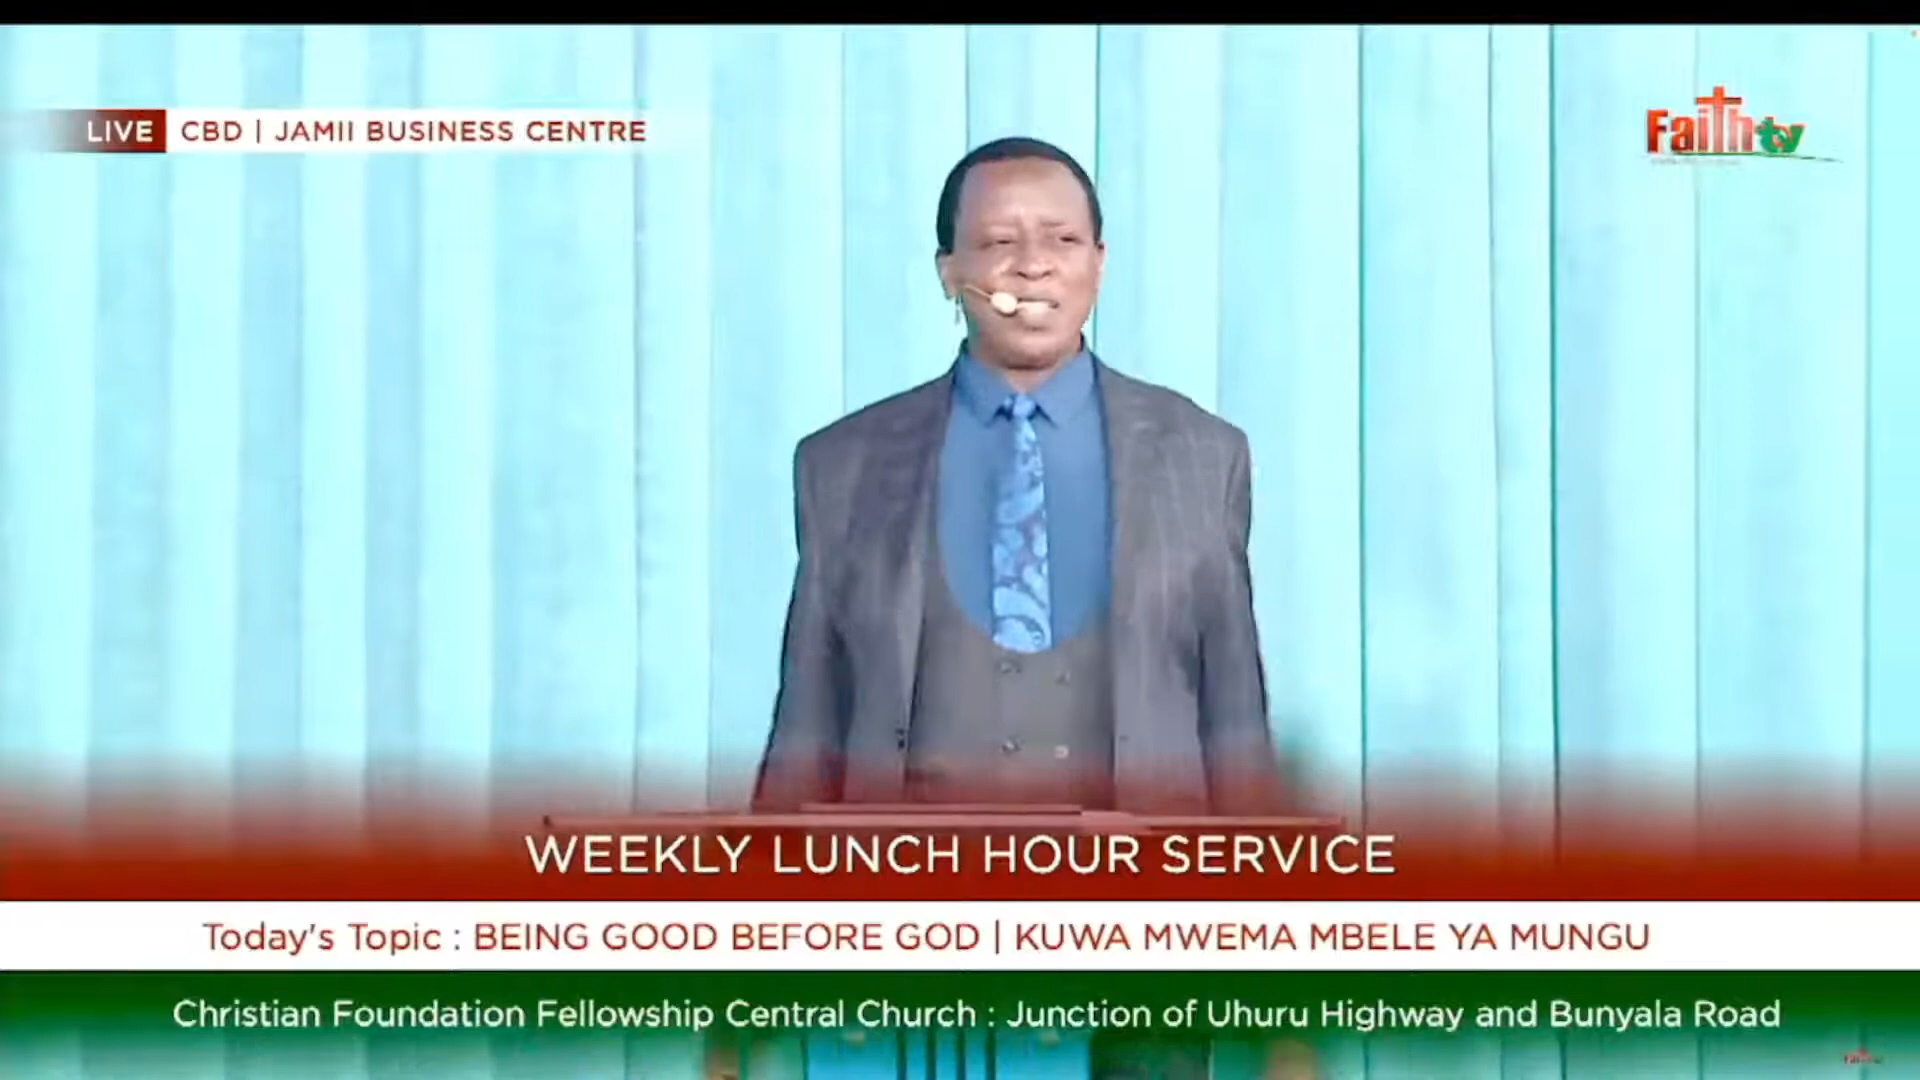 LIVE CBD | JAMII BUSINESS CENTRE
Faith tv
WEEKLY LUNCH HOUR SERVICE
Today's Topic : BEING GOOD BEFORE GOD | KUWA MWEMA MBELE YA MUNGU
Christian Foundation Fellowship Central Church : Junction of Uhuru Highway and Bunyala Road